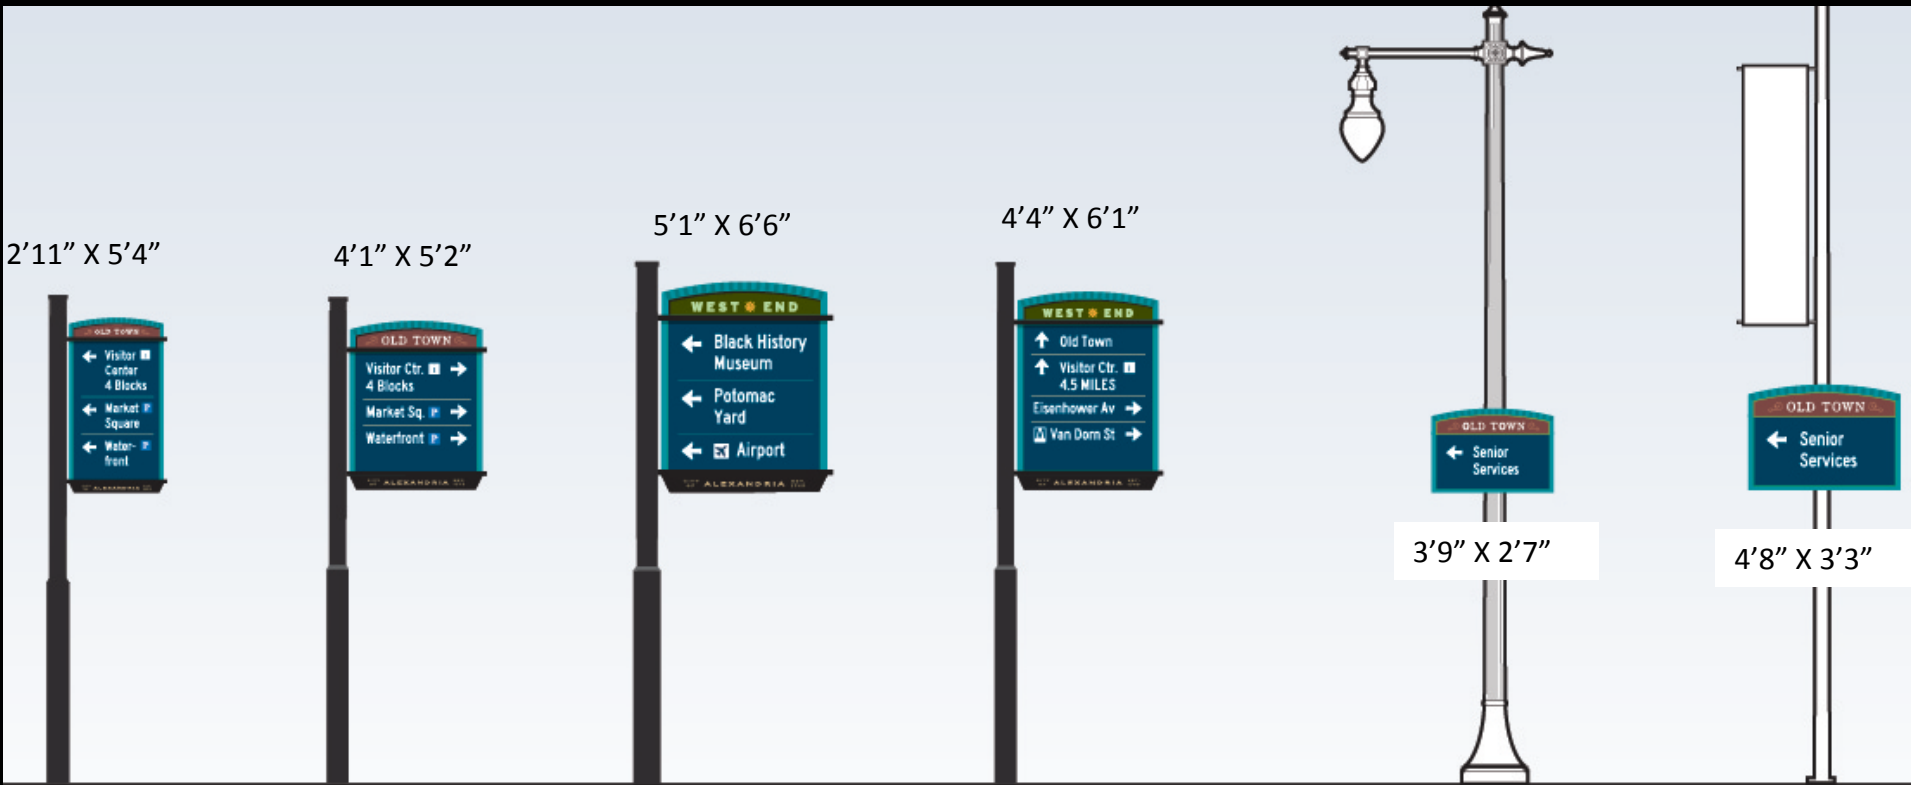 2’11” X 5’4”
OLD TOWN
Visitor
Center
4 Blocks
Market P
Square
Water- P
front
ALEXANDRIA
4’1” X 5’2”
OLD TOWN
Visitor Ctr.
4 Blocks
Market Sq. P
Waterfront P
ALEXANDRIA
5’1” X 6’6”
WEST END
Black History
Museum
Potomac
Yard
Airport
ALEXANDRIA
4’4” X 6’1”
WEST END
Old Town
Visitor Ctr.
4.5 MILES
Eisenhower Av
Van Dorn St
ALEXANDRIA
OLD TOWN
Senior
Services
3’9” X 2’7”
OLD TOWN
Senior
Services
4’8” X 3’3”